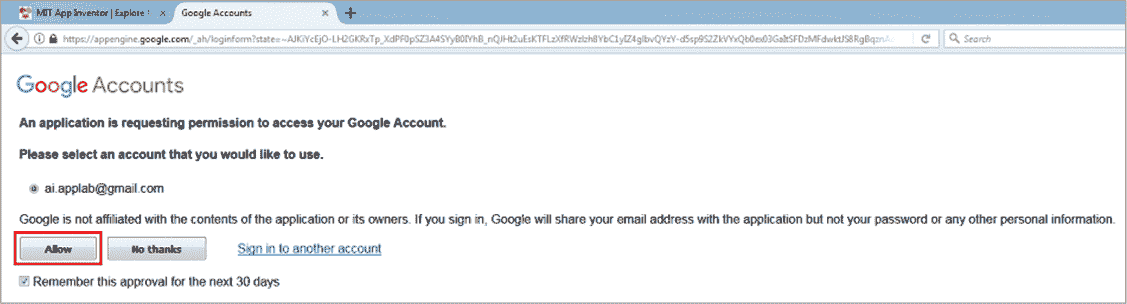 MIT App Inventor | Explore
Google Accounts
https://appengine.google.com/_ah/loginform?state=
Search
Google Accounts
An application is requesting permission to access your Google Account.
Please select an account that you would like to use.
ai.applab@gmail.com
Google is not affiliated with the contents of the application or its owners. If you sign in, Google will share your email address with the application but not your password or any other personal information.
Allow
No thanks
Sign in to another account
Remember this approval for the next 30 days